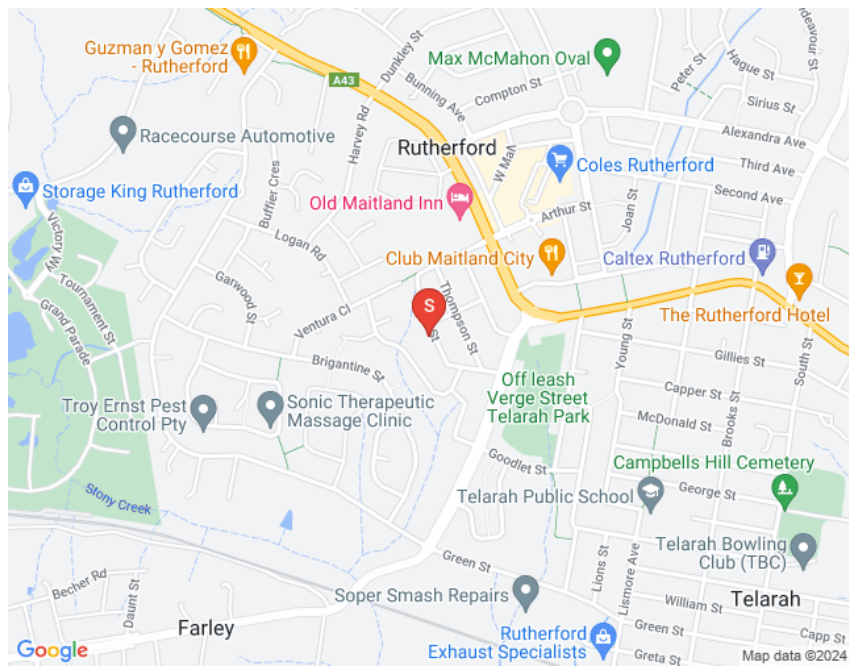 Guzman y Gomez
- Rutherford
A43
Dunkley St
Max McMahon Oval
Peter St
Hague St
Sirius St
Bunning Ave
Compton St
Alexandra Ave
Racecourse Automotive
Harvey Rd
Rutherford
W May
Coles Rutherford
Third Ave
Second Ave
Storage King Rutherford
Buffier Cres
Old Maitland Inn
Arthur St
Joan St
Victory Wy
Logan Rd
Club Maitland City
Caltex Rutherford
Tournament St
Garwood St
Ventura Cl
S
St
Thompson St
The Rutherford Hotel
Grand Parade
Brigantine St
Young St
Gillies St
South St
Off leash
Verge Street
Telarah Park
Capper St
Troy Ernst Pest
Control Pty
Sonic Therapeutic
Massage Clinic
McDonald St
Brooks St
Goodlet St
Campbells Hill Cemetery
Stony Creek
Telarah Public School
George St
Telarah Bowling
Club (TBC)
Green St
Lions St
Lismore Ave
Becher Rd
Daunt St
Soper Smash Repairs
William St
Telarah
Farley
Rutherford
Exhaust Specialists
Green St
Capp St
Greta St
Google
Map data ©2024